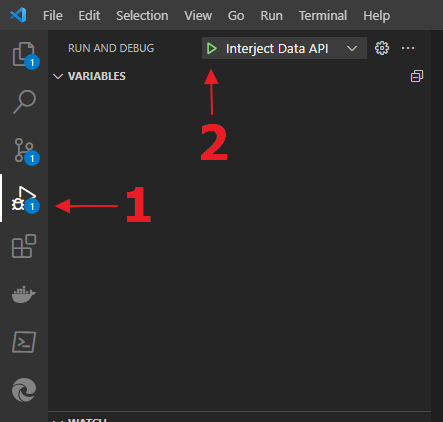 File Edit Selection View Go Run Terminal Help
RUN AND DEBUG Interject Data API ...
VARIABLES
1
2
1
1
1
1
WATCH